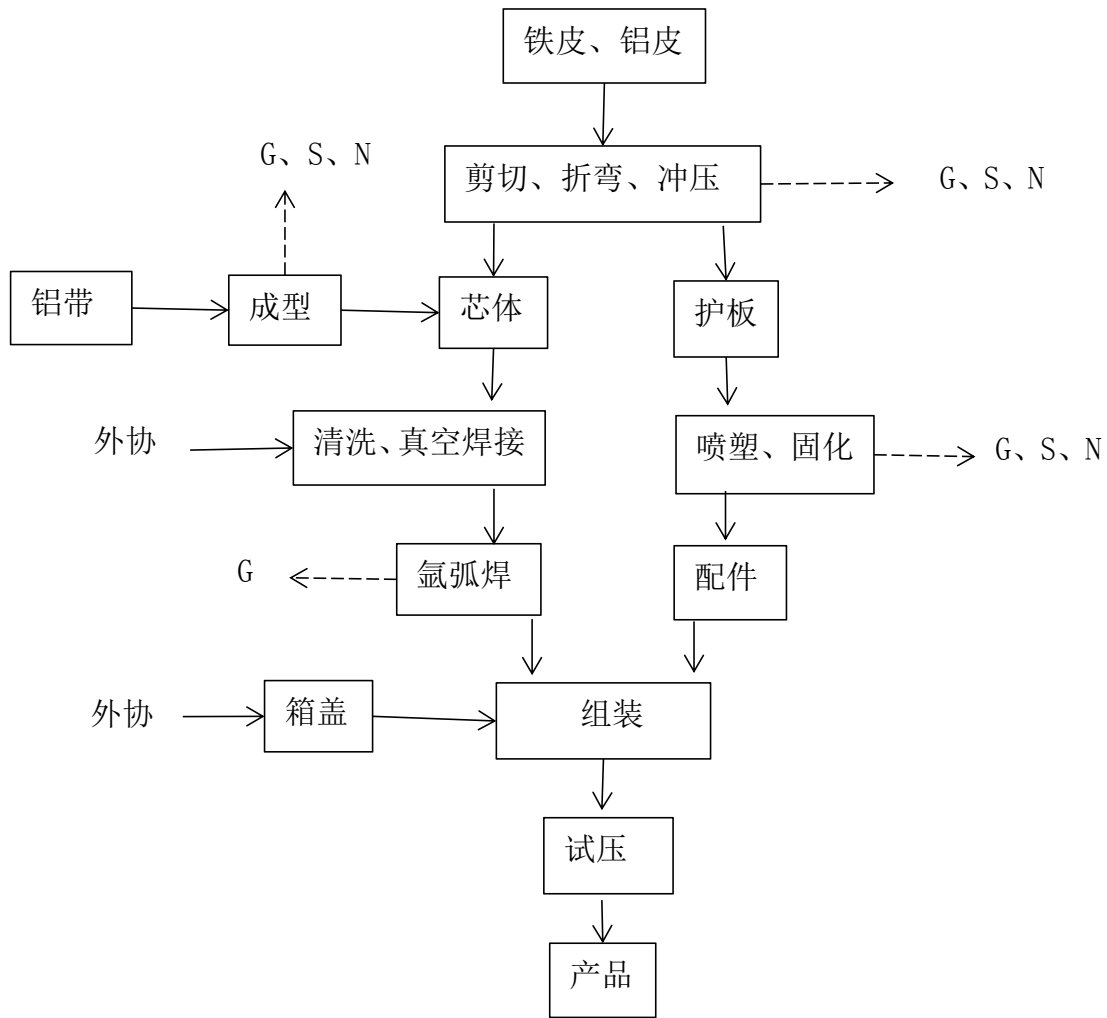 铁皮、铝皮
G、S、N
剪切、折弯、冲压
G、S、N
铝带
成型
芯体
护板
外协
清洗、真空焊接
喷塑、固化
G、S、N
G
氩弧焊
配件
外协
箱盖
组装
试压
产品